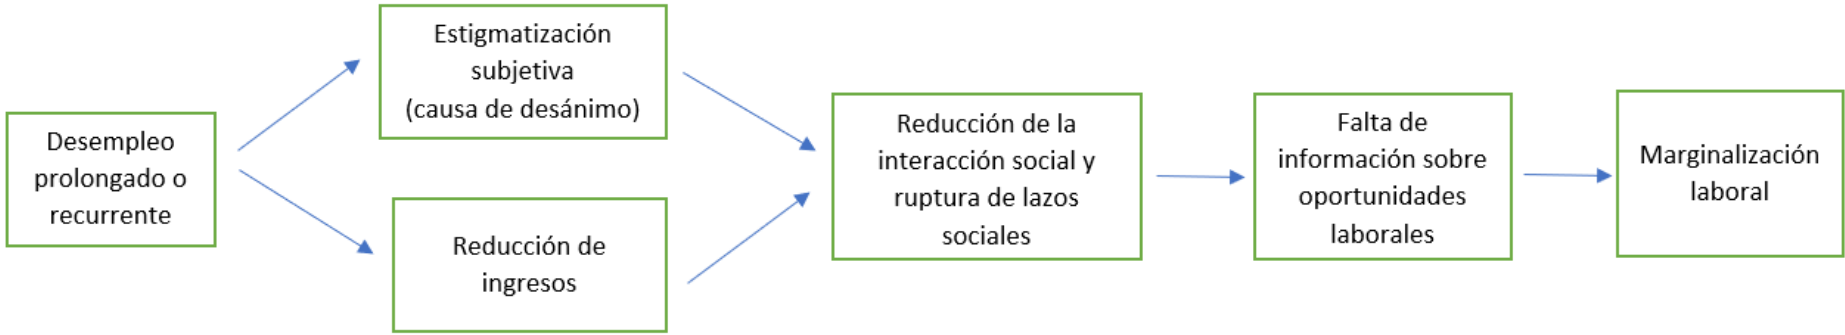 Desempleo
prolongado o
recurrente
Estigmatización
subjetiva
(causa de desánimo)
Reducción de
ingresos
Reducción de la
interacción social y
ruptura de lazos
sociales
Falta de
información sobre
oportunidades
laborales
Marginalización
laboral